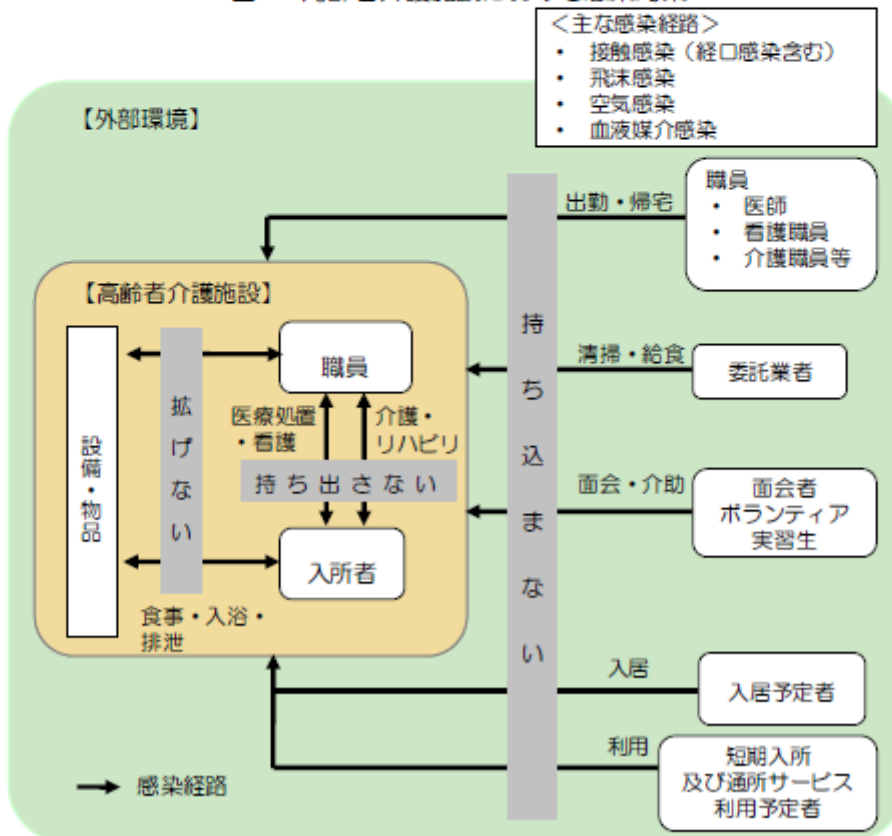 <主な感染経路>
・ 接触感染(経口感染含む)
・ 飛沫感染
・ 空気感染
・ 血液媒介感染
【外部環境】
職員
・ 医師
・ 看護職員
・ 介護職員等
出勤・帰宅
【高齢者介護施設】
持ち込まない
職員
清掃・給食
委託業者
拡げない
設備・物品
医療処置
・看護
介護・
リハビリ
持ち出さない
面会・介助
面会者
ボランティア
実習生
入所者
食事・入浴・
排泄
入居
入居予定者
利用
短期入所
及び通所サービス
利用予定者
感染経路